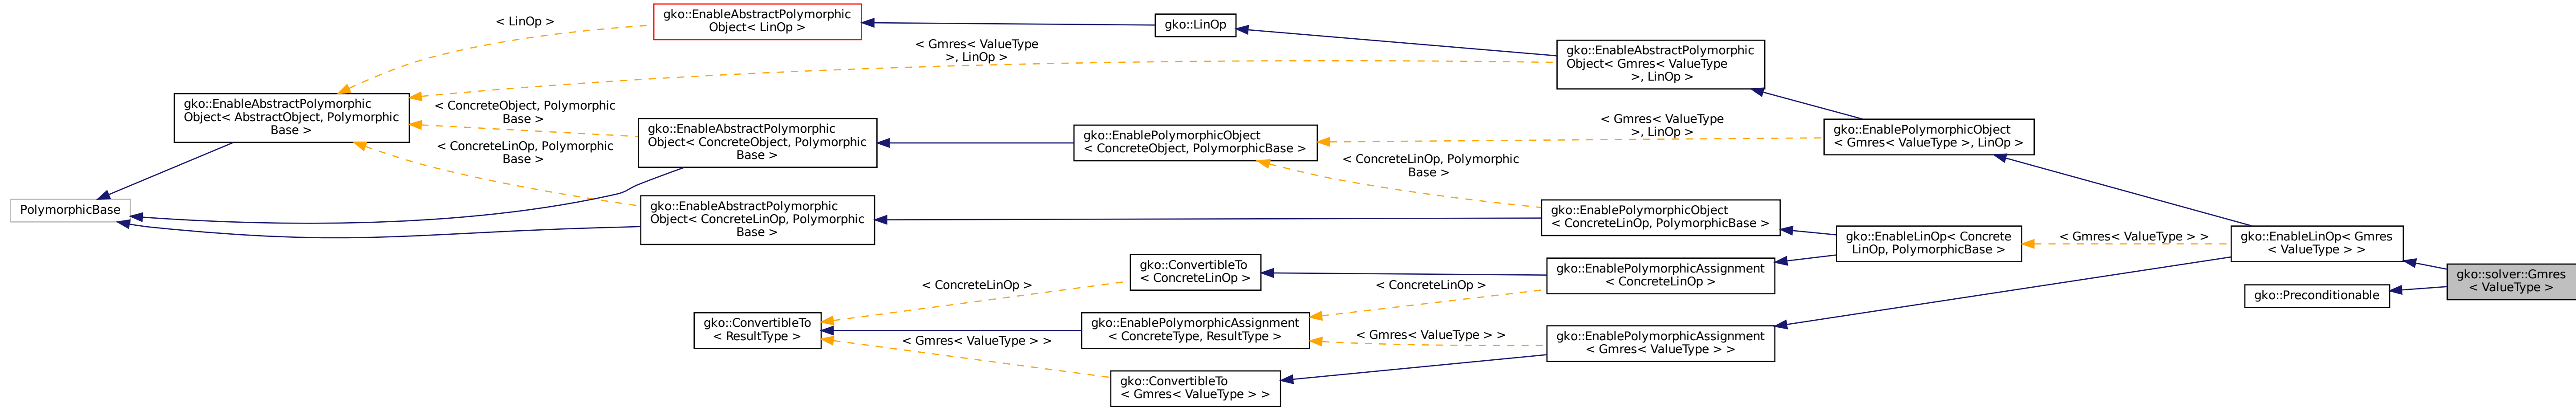 < LinOp >
gko::EnableAbstractPolymorphic
Object< LinOp >
gko::LinOp
< Gmres< ValueType
>, LinOp >
gko::EnableAbstractPolymorphic
Object< Gmres< ValueType
>, LinOp >
gko::EnableAbstractPolymorphic
Object< AbstractObject, Polymorphic
Base >
< ConcreteObject, Polymorphic
Base >
< ConcreteLinOp, Polymorphic
Base >
gko::EnableAbstractPolymorphic
Object< ConcreteObject, Polymorphic
Base >
gko::EnablePolymorphicObject
< ConcreteObject, PolymorphicBase >
< Gmres< ValueType
>, LinOp >
< ConcreteLinOp, Polymorphic
Base >
gko::EnablePolymorphicObject
< Gmres< ValueType >, LinOp >
PolymorphicBase
gko::EnableAbstractPolymorphic
Object< ConcreteLinOp, Polymorphic
Base >
gko::EnablePolymorphicObject
< ConcreteLinOp, PolymorphicBase >
gko::EnableLinOp< Concrete
LinOp, PolymorphicBase >
< Gmres< ValueType > >
gko::EnableLinOp< Gmres
< ValueType > >
gko::solver::Gmres
< ValueType >
gko::Preconditionable
gko::ConvertibleTo
< ConcreteLinOp >
gko::EnablePolymorphicAssignment
< ConcreteLinOp >
< ConcreteLinOp >
< ConcreteLinOp >
gko::ConvertibleTo
< ResultType >
gko::EnablePolymorphicAssignment
< ConcreteType, ResultType >
< Gmres< ValueType > >
< Gmres< ValueType > >
gko::EnablePolymorphicAssignment
< Gmres< ValueType > >
gko::ConvertibleTo
< Gmres< ValueType > >